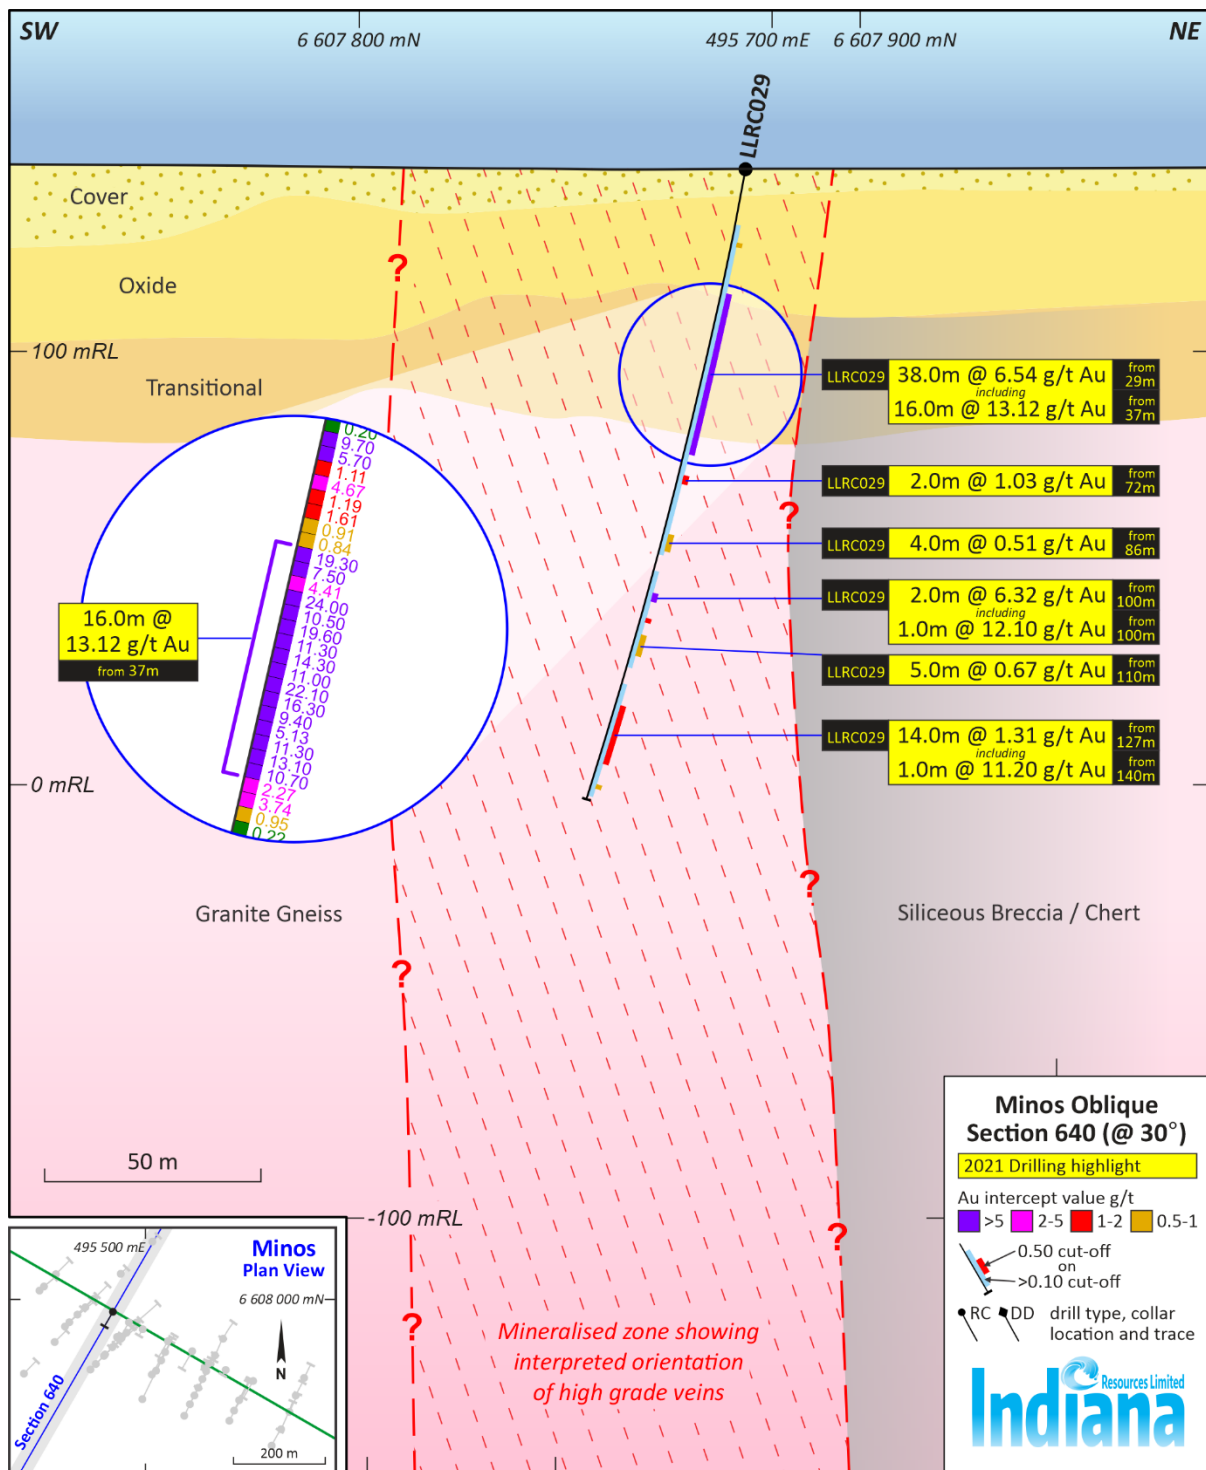 SW
6 607 800 mN
495 700 mE
6 607 900 mN
NE
LLRC029
Cover
Oxide
?
100 mRL
Transitional
LLRC029 38.0m @ 6.54 g/t Au from 29m
including
16.0m @ 13.12 g/t Au from 37m
LLRC029 2.0m @ 1.03 g/t Au from 72m
?
LLRC029 4.0m @ 0.51 g/t Au from 86m
LLRC029 2.0m @ 6.32 g/t Au from 100m
including
1.0m @ 12.10 g/t Au from 100m
LLRC029 5.0m @ 0.67 g/t Au from 110m
LLRC029 14.0m @ 1.31 g/t Au from 127m
including
1.0m @ 11.20 g/t Au from 140m
0.20
9.70
5.70
1.11
4.67
1.19
1.61
0.91
0.84
19.30
7.50
4.41
24.00
10.50
19.60
11.30
14.30
11.00
22.10
16.30
9.40
5.13
11.30
13.10
10.70
2.27
3.74
0.95
0.22
16.0m @
13.12 g/t Au
from 37m
0 mRL
?
Granite Gneiss
Siliceous Breccia / Chert
?
50 m
-100 mRL
?
?
Mineralised zone showing
interpreted orientation
of high grade veins
495 500 mE
Minos
Plan View
6 608 000 mN
N
Section 640
200 m
Minos Oblique
Section 640 (@ 30°)
2021 Drilling highlight
Au intercept value g/t
>5 2-5 1-2 0.5-1
0.50 cut-off
on
>0.10 cut-off
RC DD drill type, collar
location and trace
Indiana
Resources Limited